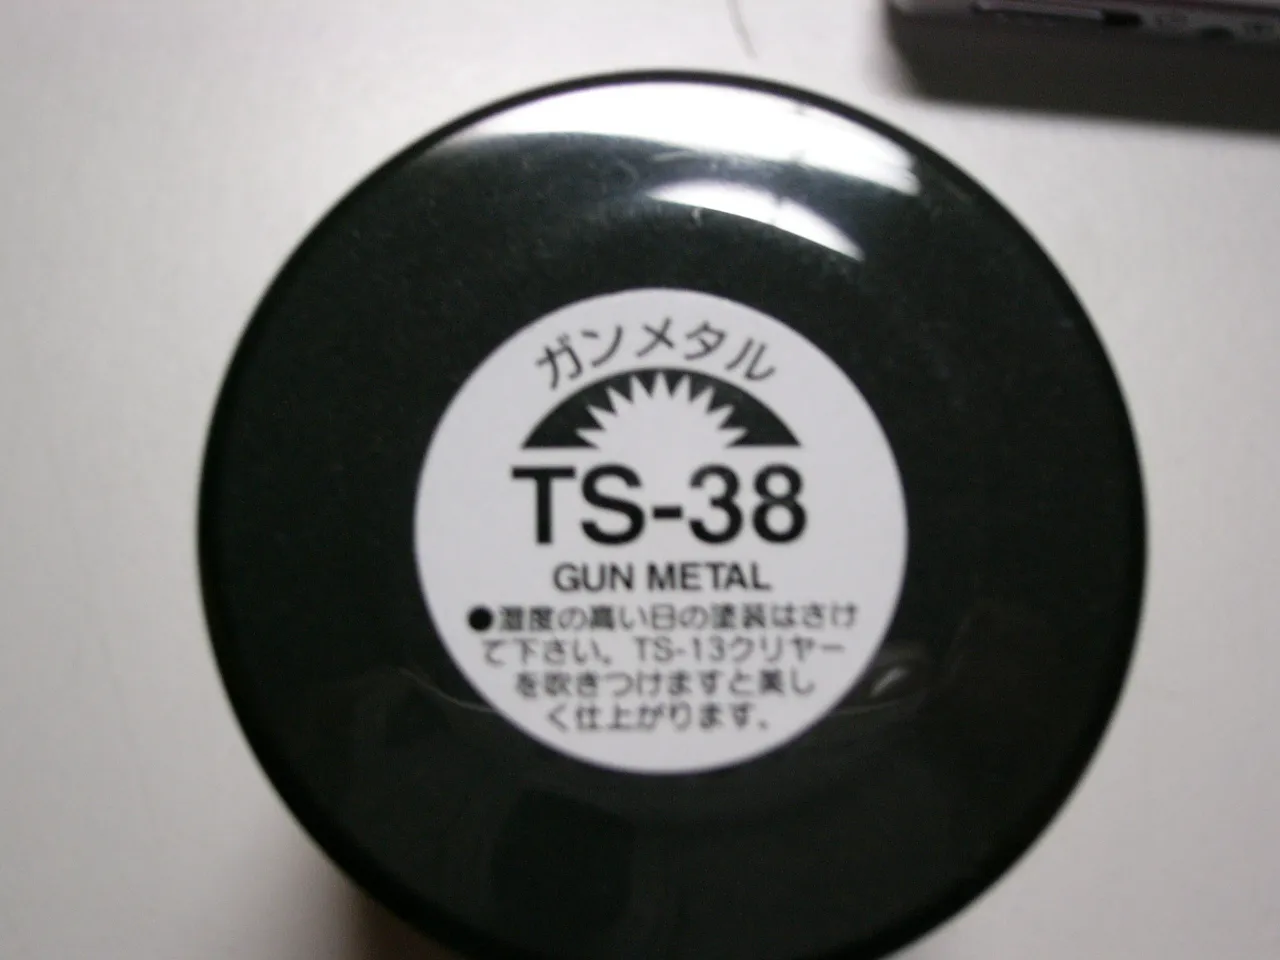 ガンメタル
TS-38
GUN METAL
●湿度の高い日の塗装はさけ
て下さい。TS-13クリヤー
を吹きつけますと美し
く仕上がります。